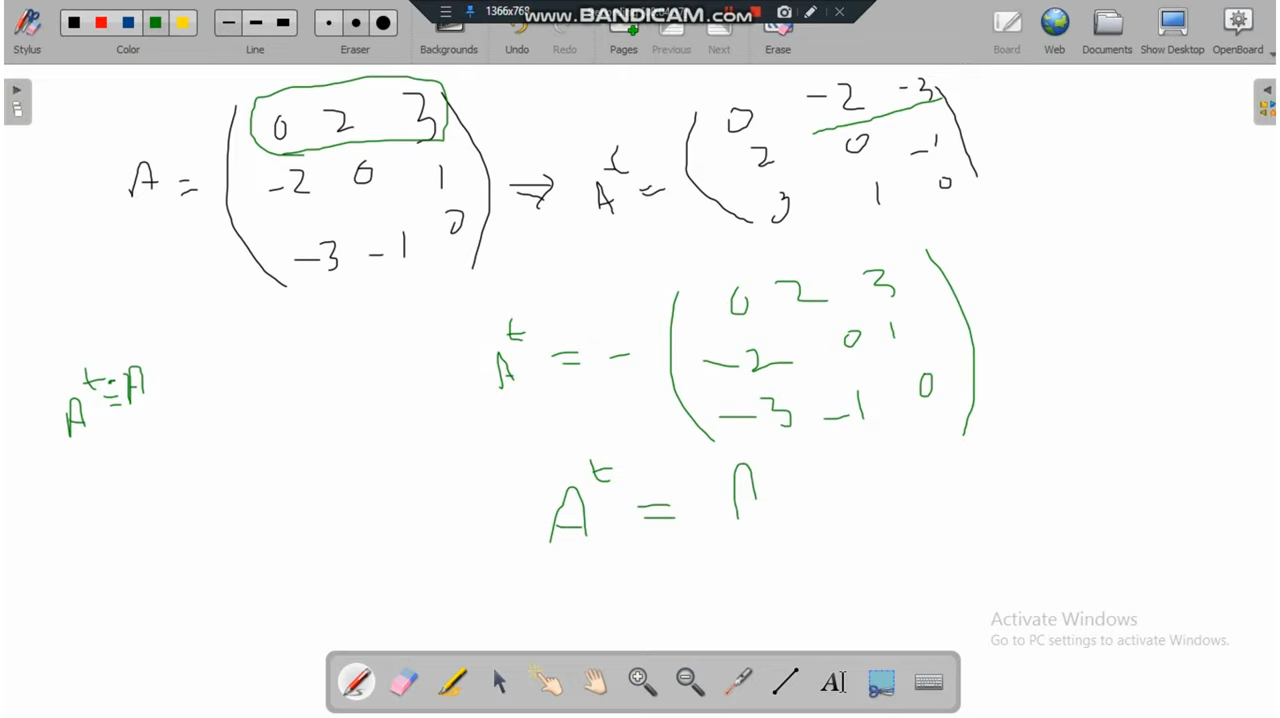 1366x768
www.BANDICAM.com
Stylus Color Line Eraser Backgrounds Undo Redo Pages Previous Next Erase Board Web Documents Show Desktop OpenBoard
A = ( 0 2 3 ⇒ A^t = ( 0 -2 -3
-2 0 1 2 0 -1
-3 -1 0 ) 3 1 0 )
A^t = - ( 0 2 3
-2 0 1
-3 -1 0 )
A^t = A
A^t = A
Activate Windows
Go to PC settings to activate Windows.